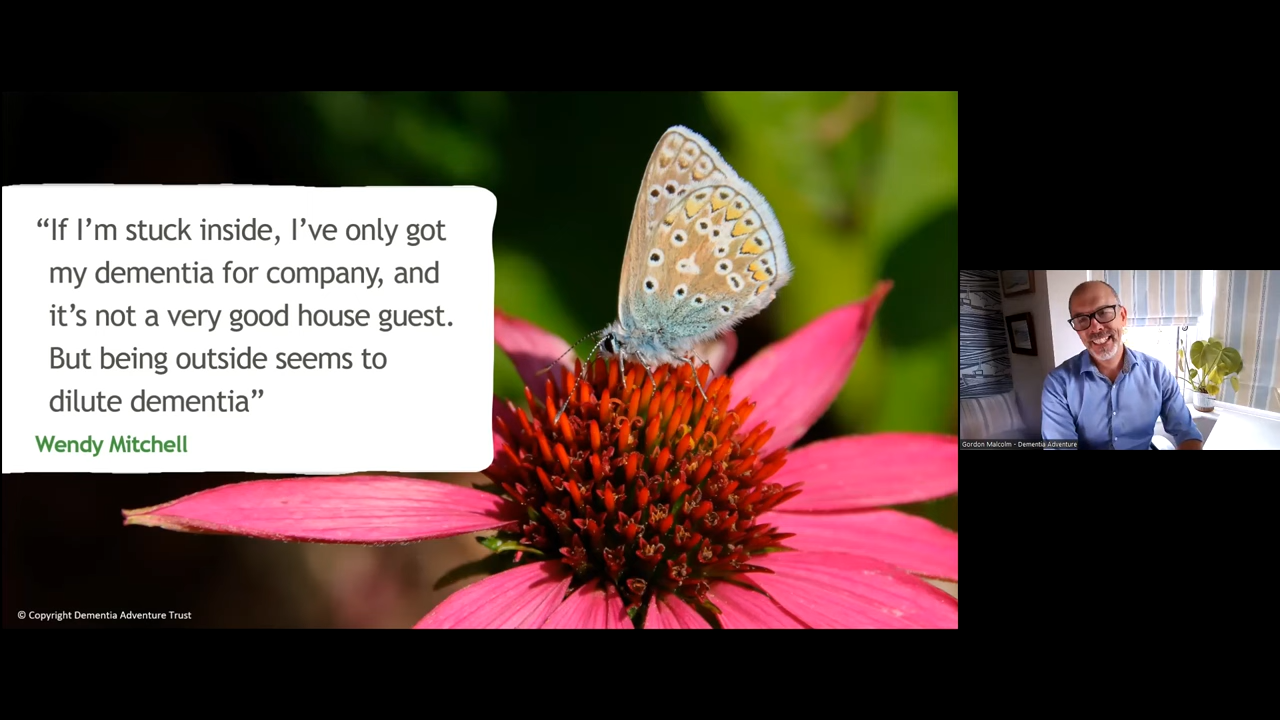 “If I’m stuck inside, I’ve only got
my dementia for company, and
it’s not a very good house guest.
But being outside seems to
dilute dementia”
Wendy Mitchell
© Copyright Dementia Adventure Trust
Gordon Malcolm - Dementia Adventure